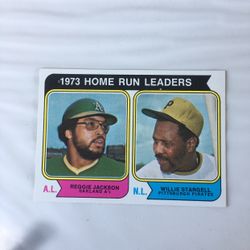 1973 HOME RUN LEADERS
A
P
A.L.
REGGIE JACKSON
OAKLAND A's
N.L.
WILLIE STARGELL
PITTSBURGH PIRATES